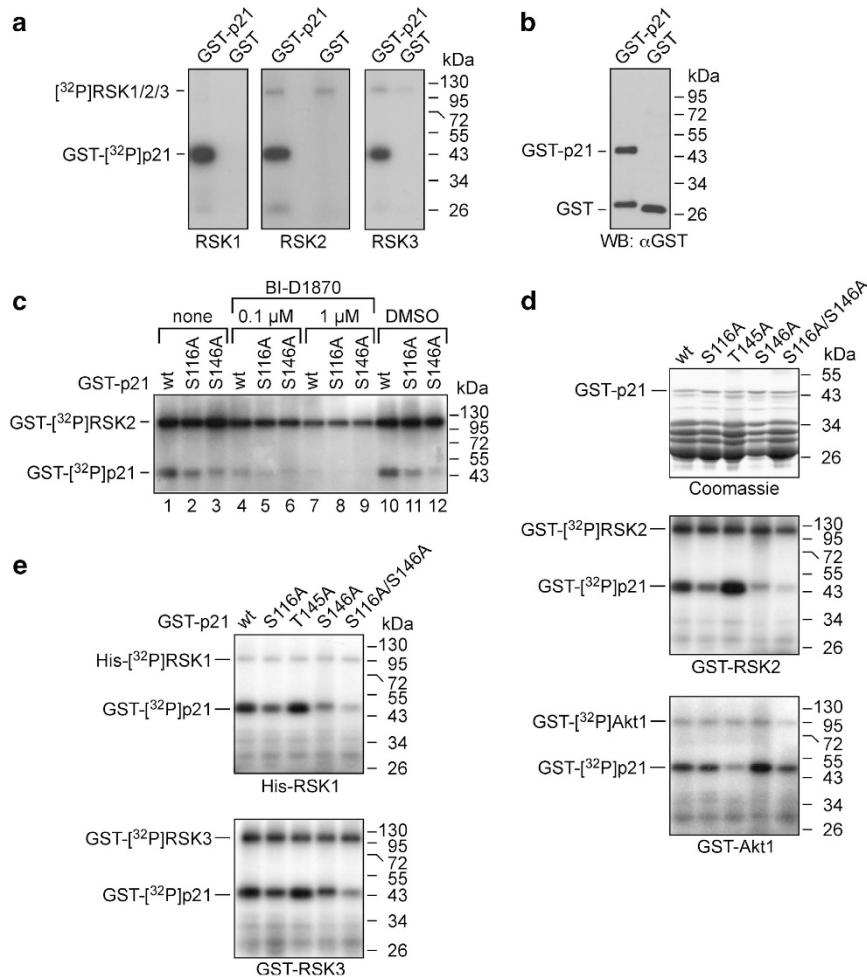 a
GST-p21
GST
GST-p21
GST
GST-p21
GST
kDa
[³²P]RSK1/2/3
GST-[³²P]p21
130
95
72
55
43
34
26
RSK1
RSK2
RSK3
b
GST-p21
GST
kDa
95
72
55
43
34
26
GST-p21
GST
WB: αGST
c
BI-D1870
none
0.1 µM
1 µM
DMSO
GST-p21
wt
S116A
S146A
wt
S116A
S146A
wt
S116A
S146A
wt
S116A
S146A
kDa
GST-[³²P]RSK2
GST-[³²P]p21
130
95
72
55
43
1 2 3 4 5 6 7 8 9 10 11 12
d
wt
S116A
T145A
S146A
S116A/S146A
kDa
GST-p21
55
43
34
26
Coomassie
GST-[³²P]RSK2
GST-[³²P]p21
130
95
72
55
43
34
26
GST-RSK2
GST-[³²P]Akt1
GST-[³²P]p21
130
95
72
55
43
34
26
GST-Akt1
e
GST-p21
wt
S116A
T145A
S146A
S116A/S146A
kDa
His-[³²P]RSK1
GST-[³²P]p21
130
95
72
55
43
34
26
His-RSK1
GST-[³²P]RSK3
GST-[³²P]p21
130
95
72
55
43
34
26
GST-RSK3